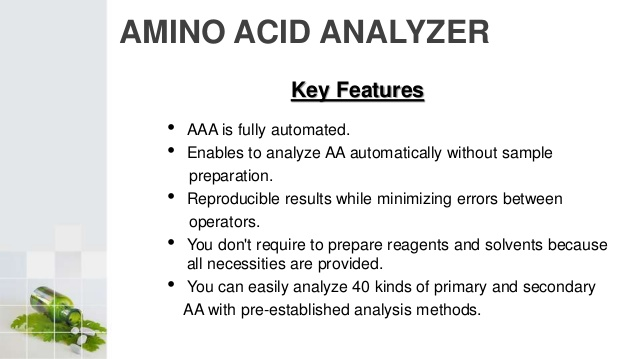 AMINO ACID ANALYZER
Key Features
• AAA is fully automated.
• Enables to analyze AA automatically without sample
preparation.
• Reproducible results while minimizing errors between
operators.
• You don't require to prepare reagents and solvents because
all necessities are provided.
• You can easily analyze 40 kinds of primary and secondary
AA with pre-established analysis methods.